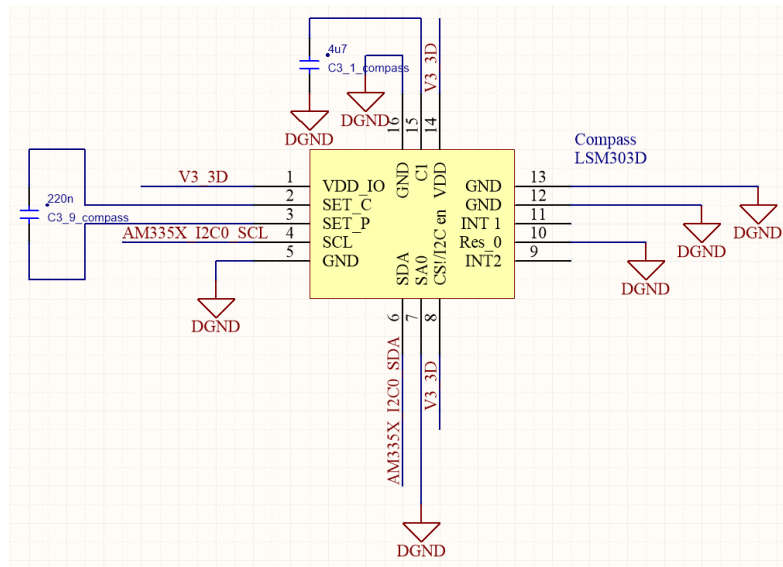 4u7
C3_1_compass
V3_3D
DGND
DGND
16
15
14
Compass
LSM303D
220n
C3_9_compass
V3_3D
1
VDD_IO
2
SET_C
3
SET_P
AM335X_I2C0_SCL
4
SCL
5
GND
GND
C1
VDD
GND
13
GND
12
INT 1
11
Res_0
10
INT2
9
SDA
SA0
CS!/I2C en
DGND
DGND
DGND
DGND
6
7
8
AM335X_I2C0_SDA
V3_3D
DGND